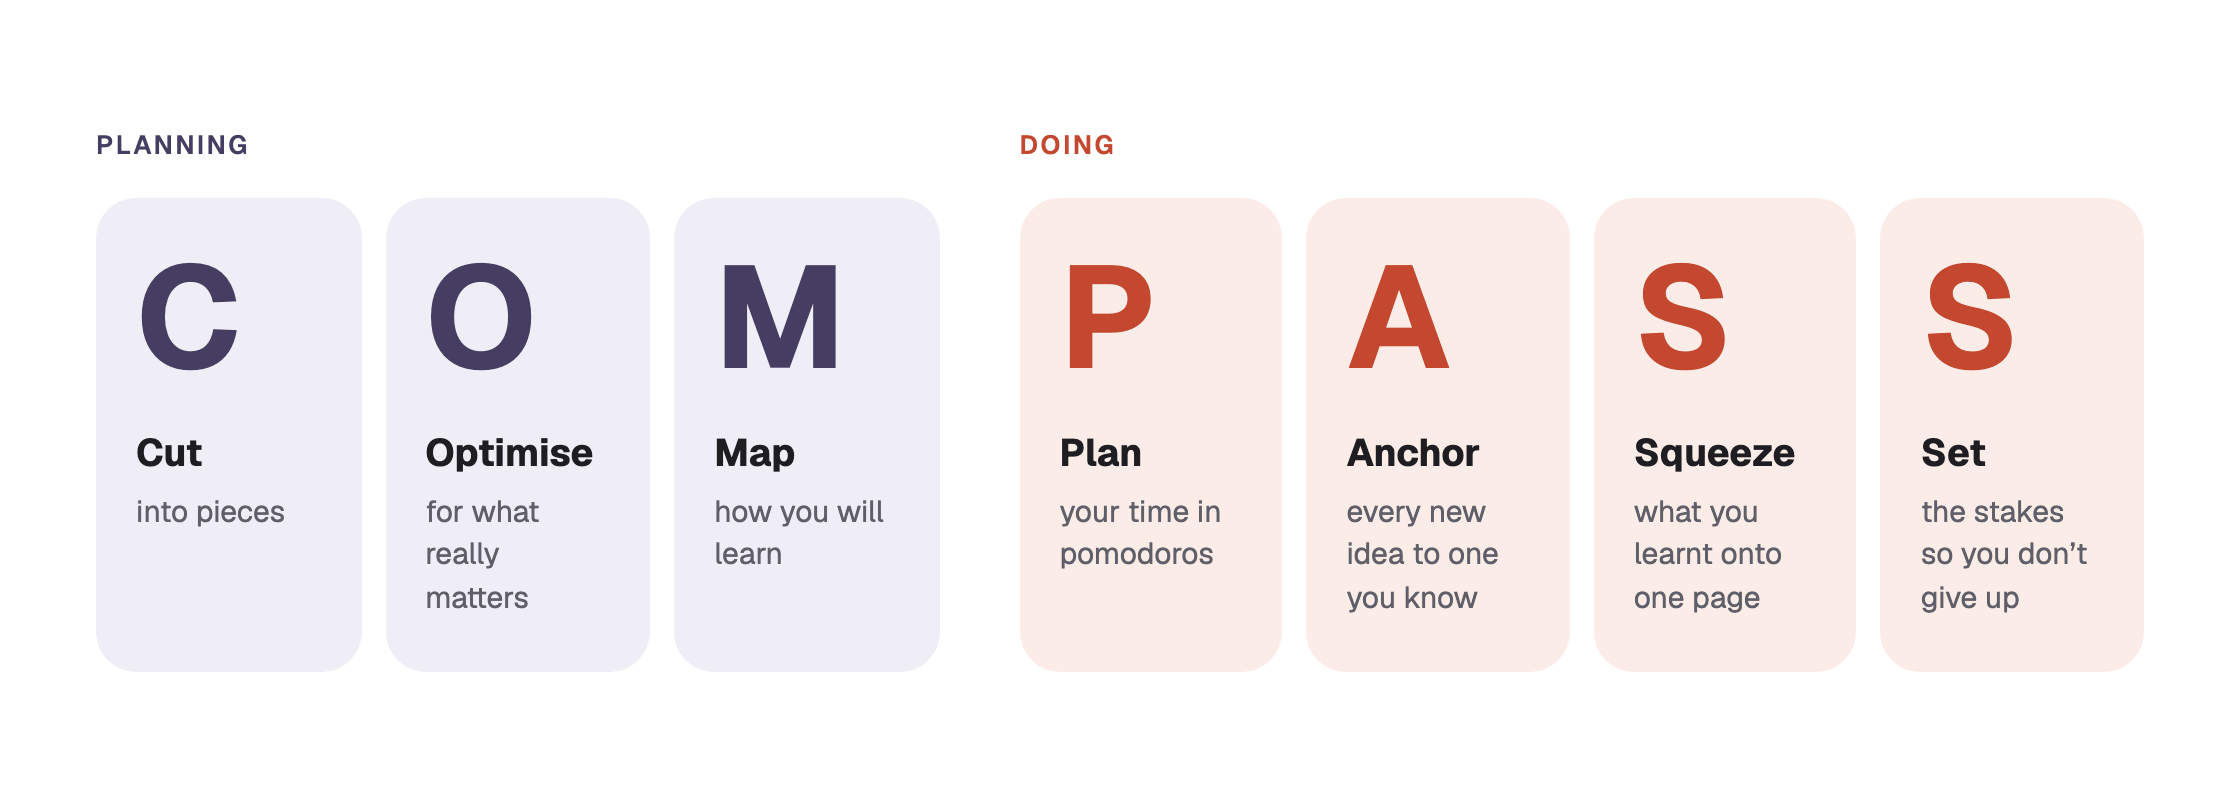 PLANNING
C
Cut
into pieces
O
Optimise
for what
really
matters
M
Map
how you will
learn
DOING
P
Plan
your time in
pomodoros
A
Anchor
every new
idea to one
you know
S
Squeeze
what you
learnt onto
one page
S
Set
the stakes
so you don’t
give up